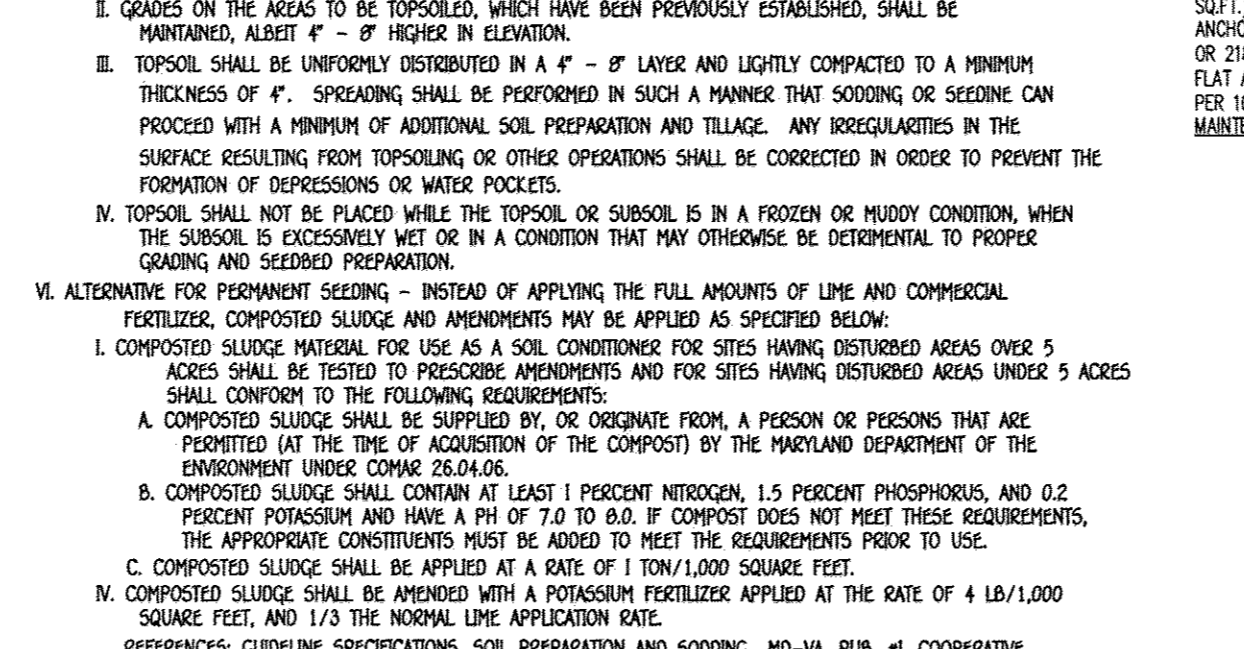 II. GRADES ON THE AREAS TO BE TOPSOILED, WHICH HAVE BEEN PREVIOUSLY ESTABLISHED, SHALL BE
MAINTAINED, ALBEIT 4" - 8" HIGHER IN ELEVATION.
III. TOPSOIL SHALL BE UNIFORMLY DISTRIBUTED IN A 4" - 8" LAYER AND LIGHTLY COMPACTED TO A MINIMUM
THICKNESS OF 4". SPREADING SHALL BE PERFORMED IN SUCH A MANNER THAT SODDING OR SEEDINE CAN
PROCEED WITH A MINIMUM OF ADDITIONAL SOIL PREPARATION AND TILLAGE. ANY IRREGULARITIES IN THE
SURFACE RESULTING FROM TOPSOILING OR OTHER OPERATIONS SHALL BE CORRECTED IN ORDER TO PREVENT THE
FORMATION OF DEPRESSIONS OR WATER POCKETS.
IV. TOPSOIL SHALL NOT BE PLACED WHILE THE TOPSOIL OR SUBSOIL IS IN A FROZEN OR MUDDY CONDITION, WHEN
THE SUBSOIL IS EXCESSIVELY WET OR IN A CONDITION THAT MAY OTHERWISE BE DETRIMENTAL TO PROPER
GRADING AND SEEDBED PREPARATION.
VI. ALTERNATIVE FOR PERMANENT SEEDING - INSTEAD OF APPLYING THE FULL AMOUNTS OF LIME AND COMMERCIAL
FERTILIZER, COMPOSTED SLUDGE AND AMENDMENTS MAY BE APPLIED AS SPECIFIED BELOW:
I. COMPOSTED SLUDGE MATERIAL FOR USE AS A SOIL CONDITIONER FOR SITES HAVING DISTURBED AREAS OVER 5
ACRES SHALL BE TESTED TO PRESCRIBE AMENDMENTS AND FOR SITES HAVING DISTURBED AREAS UNDER 5 ACRES
SHALL CONFORM TO THE FOLLOWING REQUIREMENTS:
A. COMPOSTED SLUDGE SHALL BE SUPPLIED BY, OR ORIGINATE FROM, A PERSON OR PERSONS THAT ARE
PERMITTED (AT THE TIME OF ACQUISITION OF THE COMPOST) BY THE MARYLAND DEPARTMENT OF THE
ENVIRONMENT UNDER COMAR 26.04.06.
B. COMPOSTED SLUDGE SHALL CONTAIN AT LEAST 1 PERCENT NITROGEN, 1.5 PERCENT PHOSPHORUS, AND 0.2
PERCENT POTASSIUM AND HAVE A PH OF 7.0 TO 8.0. IF COMPOST DOES NOT MEET THESE REQUIREMENTS,
THE APPROPRIATE CONSTITUENTS MUST BE ADDED TO MEET THE REQUIREMENTS PRIOR TO USE.
C. COMPOSTED SLUDGE SHALL BE APPLIED AT A RATE OF 1 TON/1,000 SQUARE FEET.
IV. COMPOSTED SLUDGE SHALL BE AMENDED WITH A POTASSIUM FERTILIZER APPLIED AT THE RATE OF 4 LB/1,000
SQUARE FEET, AND 1/3 THE NORMAL LIME APPLICATION RATE.
REFERENCES: GUIDELINE SPECIFICATIONS, SOIL PREPARATION AND SODDING. MD-VA. PUB. #1, COOPERATIVE
SQ.FT.
OR
FLAT
PER